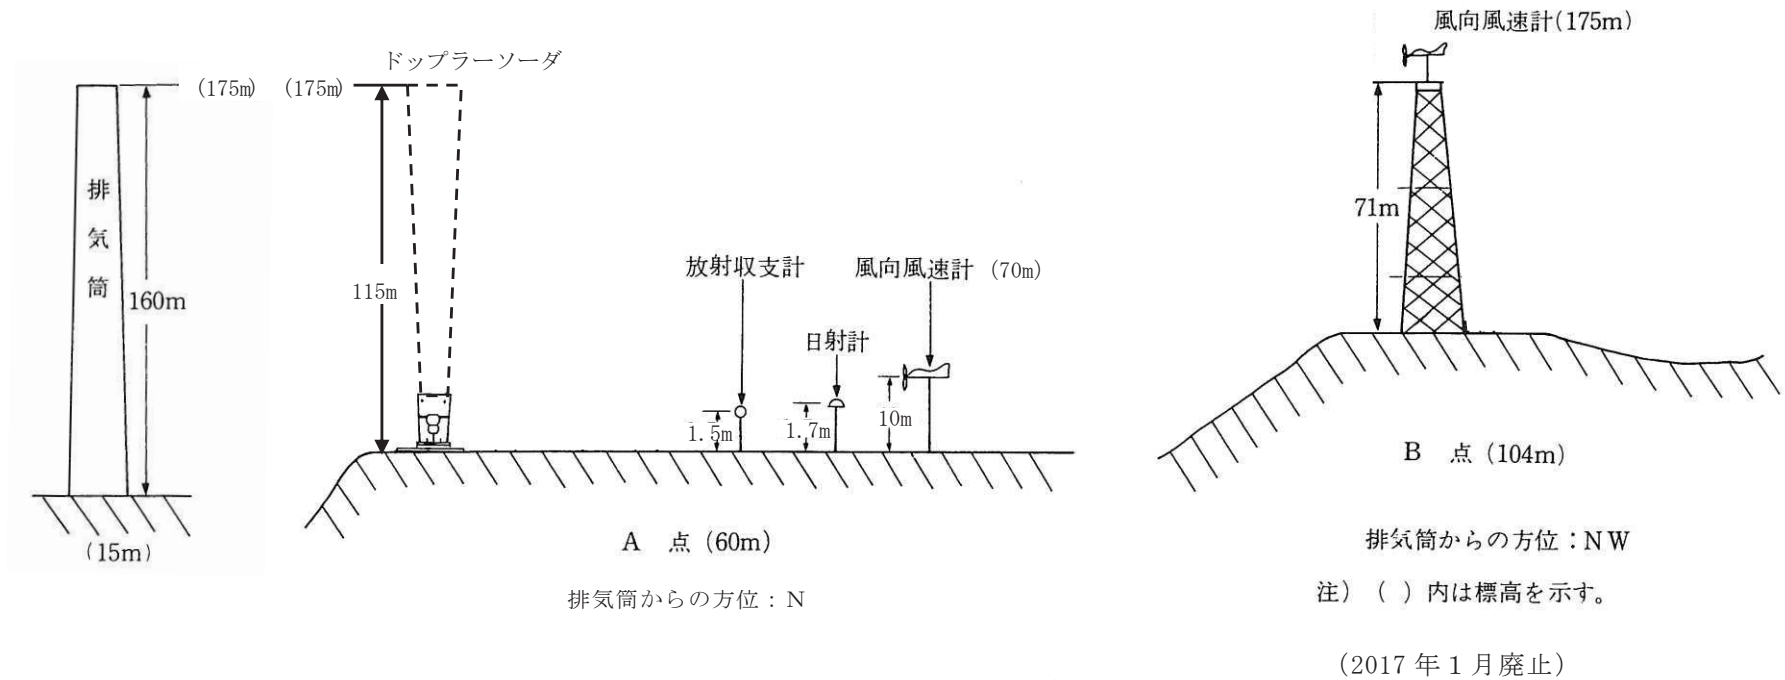 (175m)
排気筒
160m
(15m)
ドップラーソーダ
(175m)
115m
放射収支計
1.5m
日射計
1.7m
風向風速計 (70m)
10m
A 点 (60m)
排気筒からの方位：N
風向風速計(175m)
71m
B 点 (104m)
排気筒からの方位：NW
注) ( ) 内は標高を示す。
(2017 年 1 月廃止)